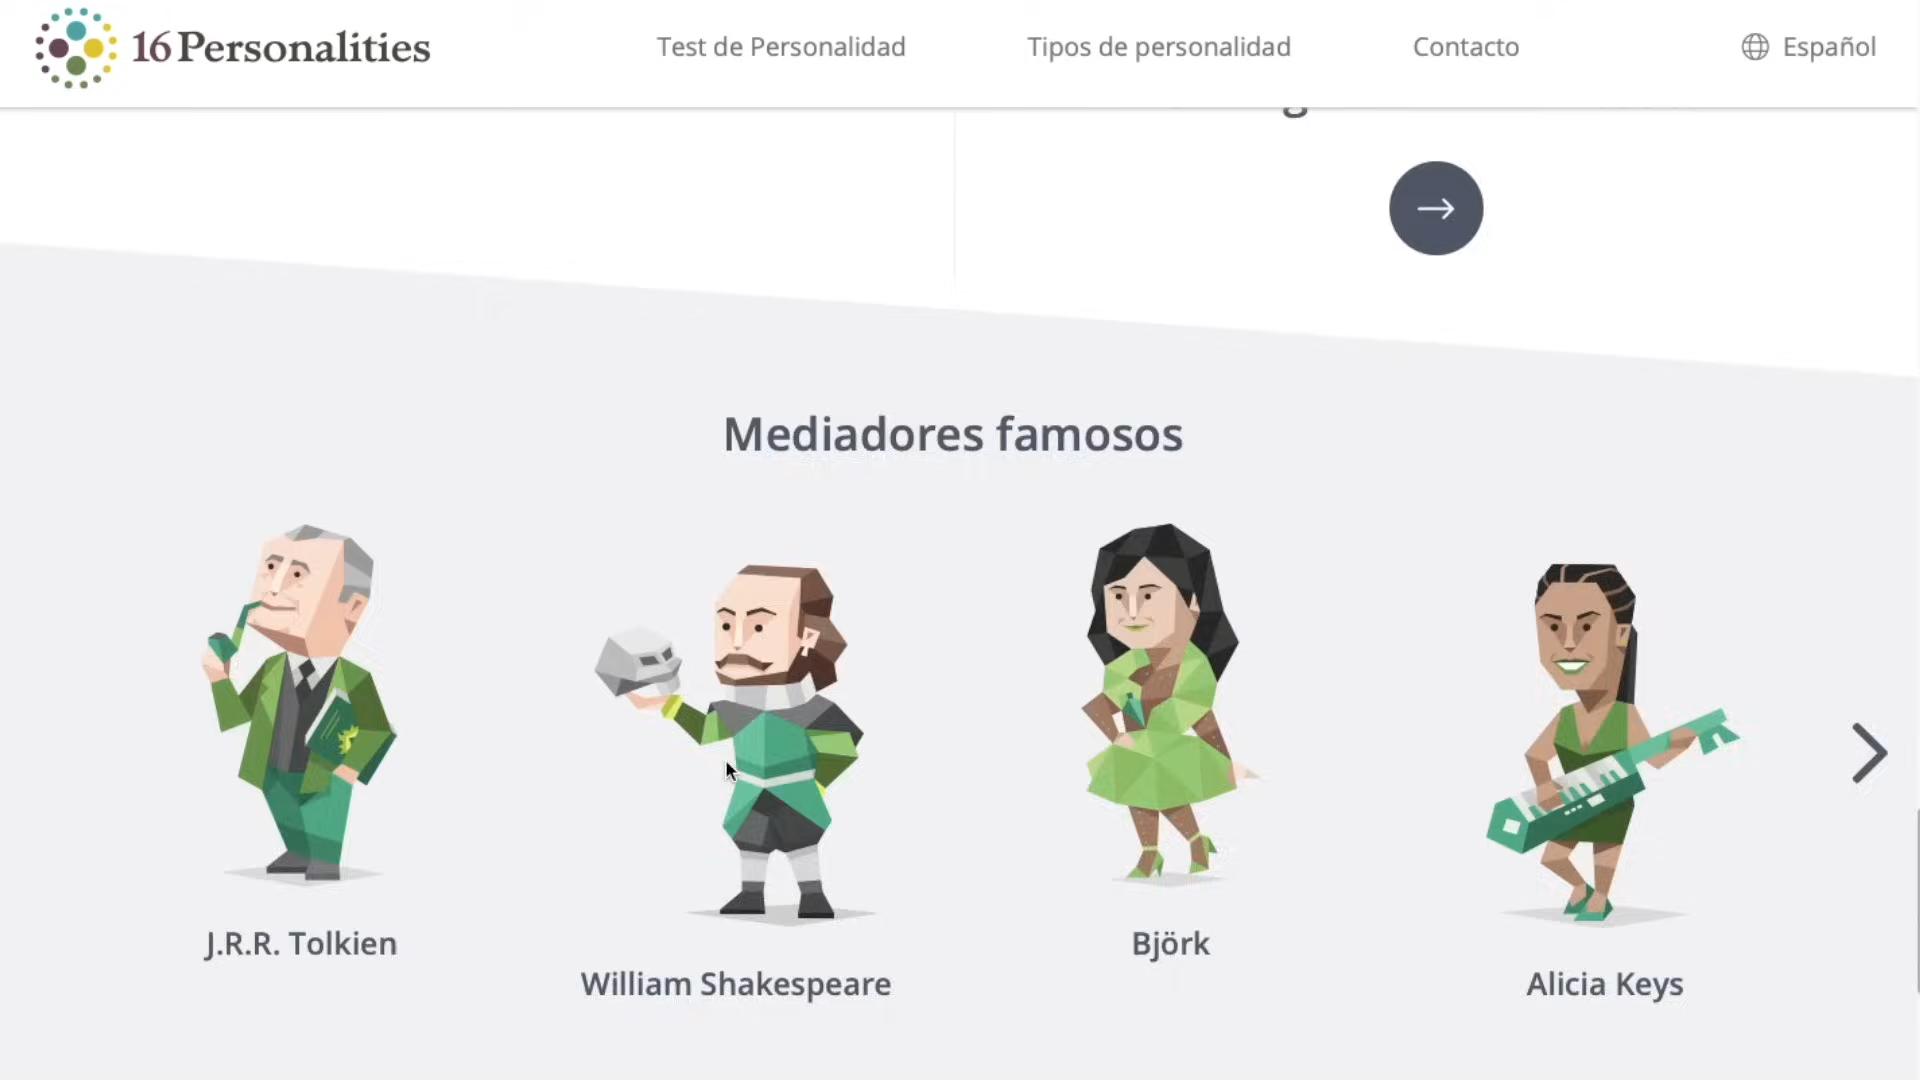 16Personalities
Test de Personalidad
Tipos de personalidad
Contacto
Español
Mediadores famosos
J.R.R. Tolkien
William Shakespeare
Björk
Alicia Keys